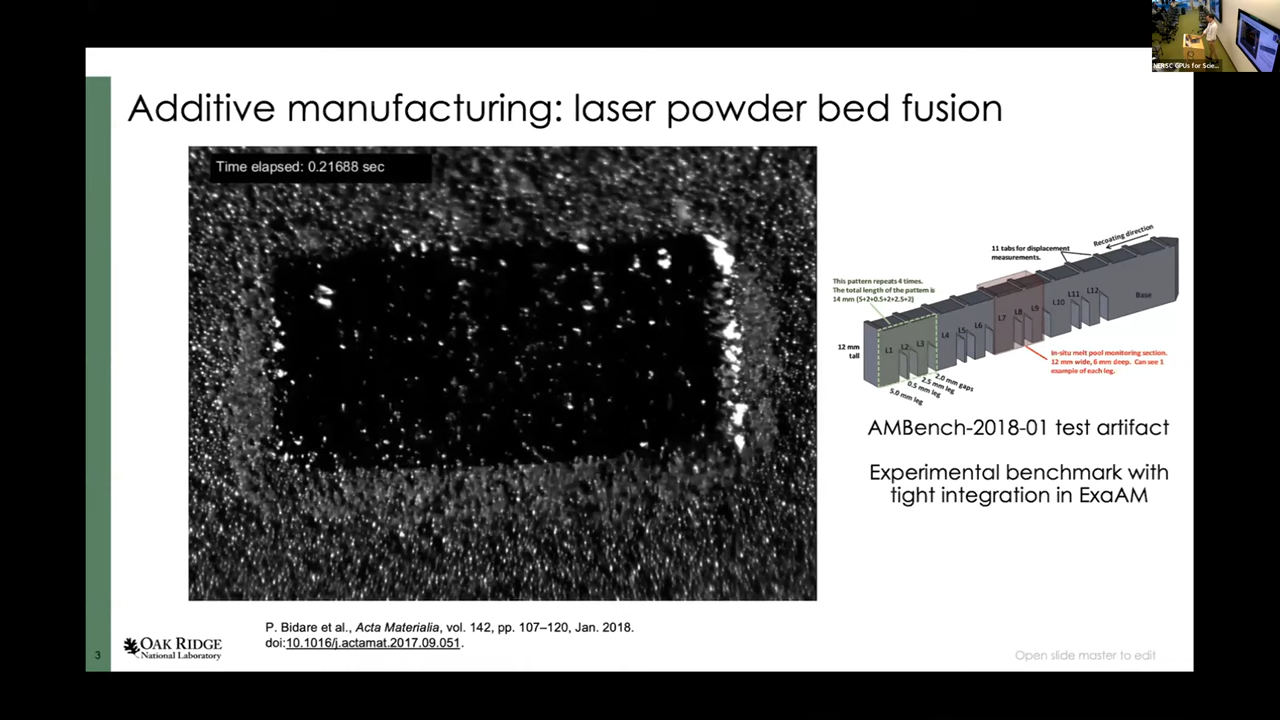 NERSC GPUs for Scie...
Additive manufacturing: laser powder bed fusion
Time elapsed: 0.21688 sec
Recoating direction
11 tabs for displacement
measurements.
This pattern repeats 4 times.
The total length of the pattern is
14 mm (5+2+0.5+2+2.5+2)
12 mm
tall
L1
L2
L3
L4
L5
L6
L7
L8
L9
L10
L11
L12
Base
In-situ melt pool monitoring section.
12 mm wide, 6 mm deep. Can see 1
example of each leg.
2.0 mm gaps
2.5 mm leg
0.5 mm leg
5.0 mm leg
AMBench-2018-01 test artifact
Experimental benchmark with
tight integration in ExaAM
P. Bidare et al., Acta Materialia, vol. 142, pp. 107–120, Jan. 2018.
doi:10.1016/j.actamat.2017.09.051.
OAK RIDGE
National Laboratory
3
Open slide master to edit